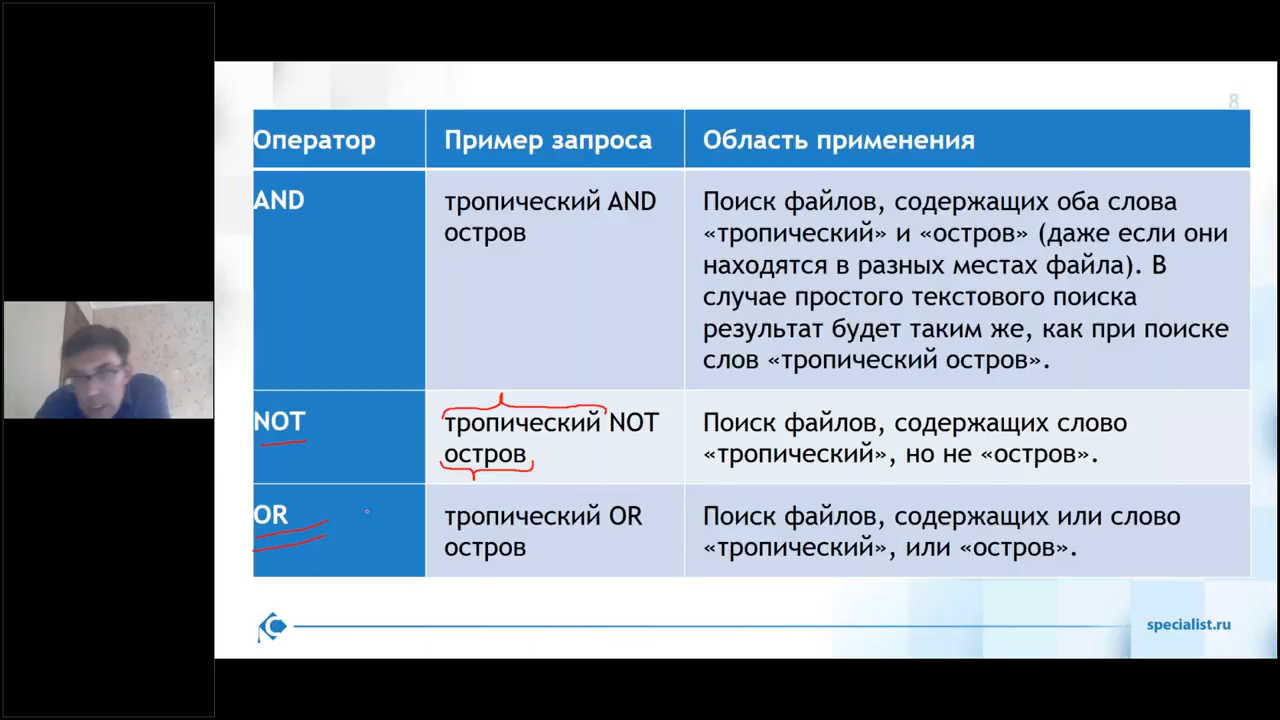 8
Оператор
Пример запроса
Область применения
AND
тропический AND
остров
Поиск файлов, содержащих оба слова
«тропический» и «остров» (даже если они
находятся в разных местах файла). В
случае простого текстового поиска
результат будет таким же, как при поиске
слов «тропический остров».
NOT
тропический NOT
остров
Поиск файлов, содержащих слово
«тропический», но не «остров».
OR
тропический OR
остров
Поиск файлов, содержащих или слово
«тропический», или «остров».
specialist.ru